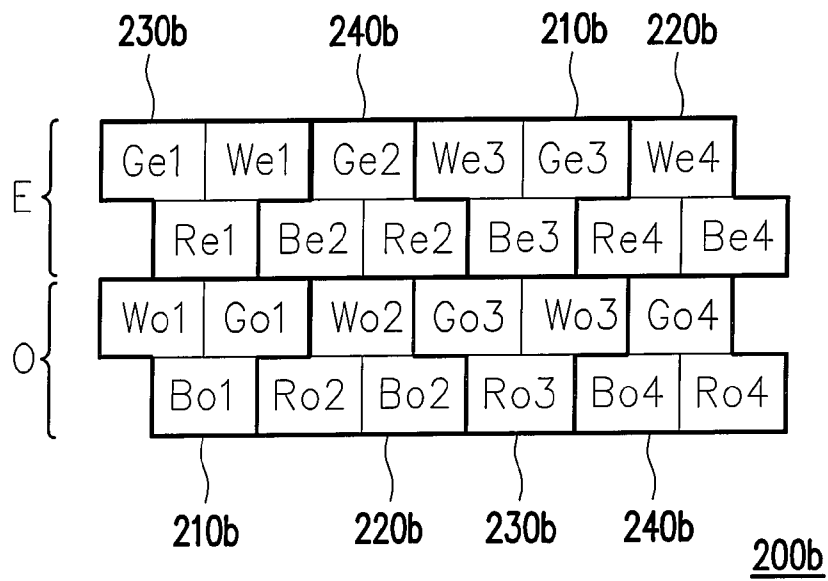 230b 240b 210b 220b
E
Ge1 We1 Ge2 We3 Ge3 We4
Re1 Be2 Re2 Be3 Re4 Be4
O
Wo1 Go1 Wo2 Go3 Wo3 Go4
Bo1 Ro2 Bo2 Ro3 Bo4 Ro4
210b 220b 230b 240b
200b